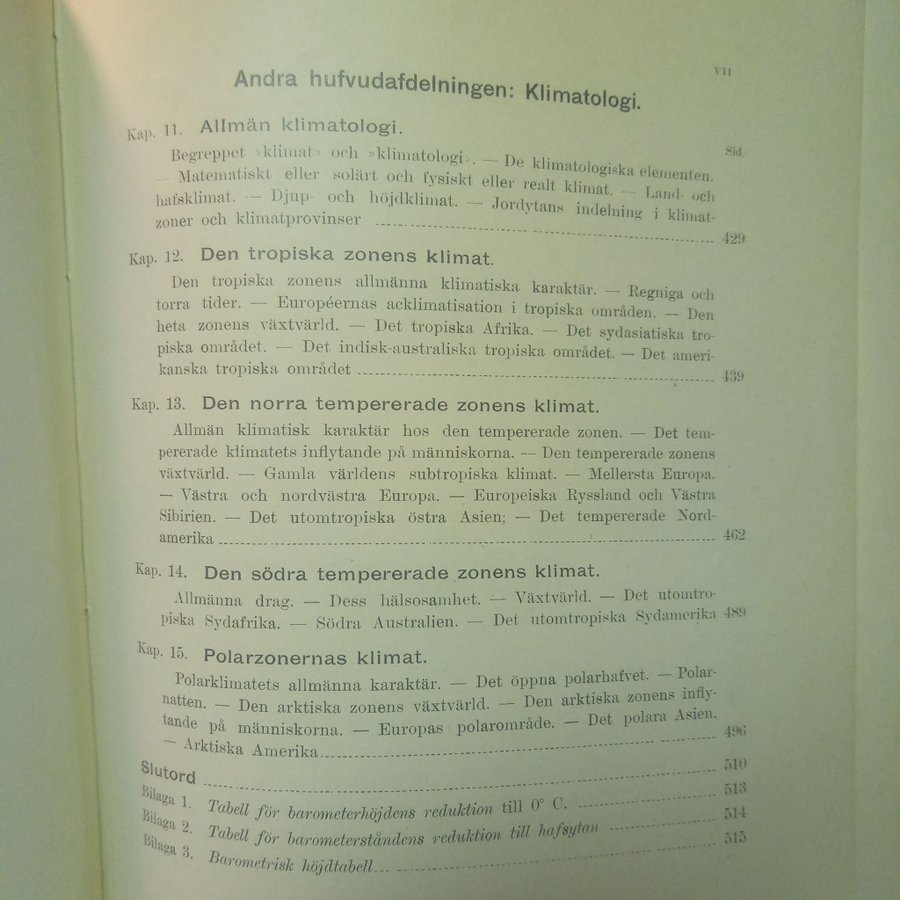 VII
Andra hufvudafdelningen: Klimatologi.
Sid.
Kap. 11. Allmän klimatologi.
Begreppet »klimat» och »klimatologi». — De klimatologiska elementen.
— Matematiskt eller solärt och fysiskt eller realt klimat. — Land- och
hafsklimat. — Djup- och höjdklimat. — Jordytans indelning i klimat-
zoner och klimatprovinser 429
Kap. 12. Den tropiska zonens klimat.
Den tropiska zonens allmänna klimatiska karaktär. — Regniga och
torra tider. — Européernas acklimatisation i tropiska områden. — Den
heta zonens växtvärld. — Det tropiska Afrika. — Det sydasiatiska tro-
piska området. — Det indisk-australiska tropiska området. — Det ameri-
kanska tropiska området 439
Kap. 13. Den norra tempererade zonens klimat.
Allmän klimatisk karaktär hos den tempererade zonen. — Det tem-
pererade klimatets inflytande på människorna. — Den tempererade zonens
växtvärld. — Gamla världens subtropiska klimat. — Mellersta Europa.
— Västra och nordvästra Europa. — Europeiska Ryssland och Västra
Sibirien. — Det utomtropiska östra Asien; — Det tempererade Nord-
amerika 462
Kap. 14. Den södra tempererade zonens klimat.
Allmänna drag. — Dess hälsosamhet. — Växtvärld. — Det utomtro-
piska Sydafrika. — Södra Australien. — Det utomtropiska Sydamerika 489
Kap. 15. Polarzonernas klimat.
Polarklimatets allmänna karaktär. — Det öppna polarhafvet. — Polar-
natten. — Den arktiska zonens växtvärld. — Den arktiska zonens infly-
tande på människorna. — Europas polarområde. — Det polara Asien.
— Arktiska Amerika 496
Slutord 510
Bilaga 1. Tabell för barometerhöjdens reduktion till 0° C. 513
Bilaga 2. Tabell för barometerståndens reduktion till hafsytan 514
Bilaga 3. Barometrisk höjdtabell 515